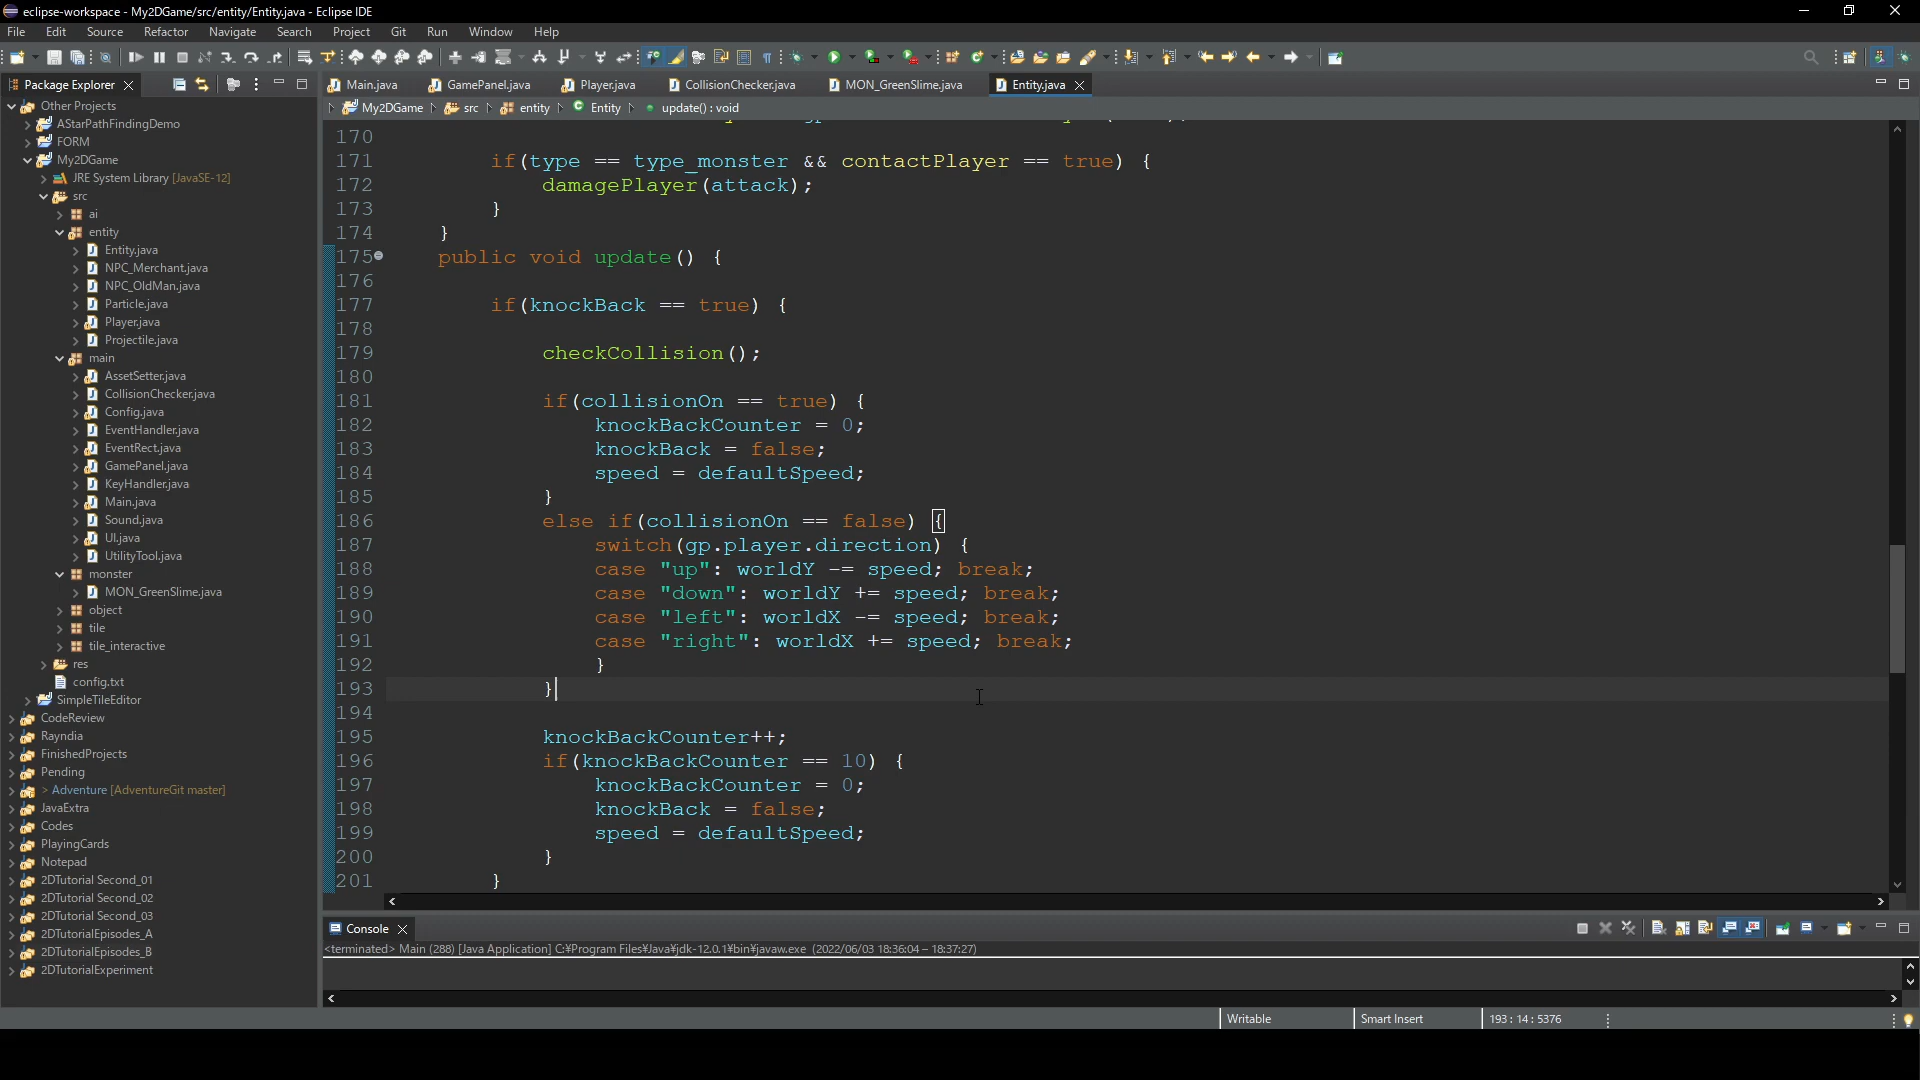 eclipse-workspace - My2DGame/src/entity/Entity.java - Eclipse IDE
File Edit Source Refactor Navigate Search Project Git Run Window Help
Package Explorer
Other Projects
AStarPathFindingDemo
FORM
My2DGame
JRE System Library [JavaSE-12]
src
ai
entity
Entity.java
NPC_Merchant.java
NPC_OldMan.java
Particle.java
Player.java
Projectile.java
main
AssetSetter.java
CollisionChecker.java
Config.java
EventHandler.java
EventRect.java
GamePanel.java
KeyHandler.java
Main.java
Sound.java
UI.java
UtilityTool.java
monster
MON_GreenSlime.java
object
tile
tile_interactive
res
config.txt
SimpleTileEditor
CodeReview
Rayndia
FinishedProjects
Pending
> Adventure [AdventureGit master]
JavaExtra
Codes
PlayingCards
Notepad
2DTutorial Second_01
2DTutorial Second_02
2DTutorial Second_03
2DTutorialEpisodes_A
2DTutorialEpisodes_B
2DTutorialExperiment
Main.java GamePanel.java Player.java CollisionChecker.java MON_GreenSlime.java Entity.java
My2DGame src entity Entity update() : void
170
171 if(type == type_monster && contactPlayer == true) {
172 damagePlayer(attack);
173 }
174 }
175 public void update() {
176
177 if(knockBack == true) {
178
179 checkCollision();
180
181 if(collisionOn == true) {
182 knockBackCounter = 0;
183 knockBack = false;
184 speed = defaultSpeed;
185 }
186 else if(collisionOn == false) {
187 switch(gp.player.direction) {
188 case "up": worldY -= speed; break;
189 case "down": worldY += speed; break;
190 case "left": worldX -= speed; break;
191 case "right": worldX += speed; break;
192 }
193 }
194
195 knockBackCounter++;
196 if(knockBackCounter == 10) {
197 knockBackCounter = 0;
198 knockBack = false;
199 speed = defaultSpeed;
200 }
201 }
Console
<terminated> Main (288) [Java Application] C:¥Program Files¥Java¥jdk-12.0.1¥bin¥javaw.exe (2022/06/03 18:36:04 – 18:37:27)
Writable Smart Insert 193 : 14 : 5376